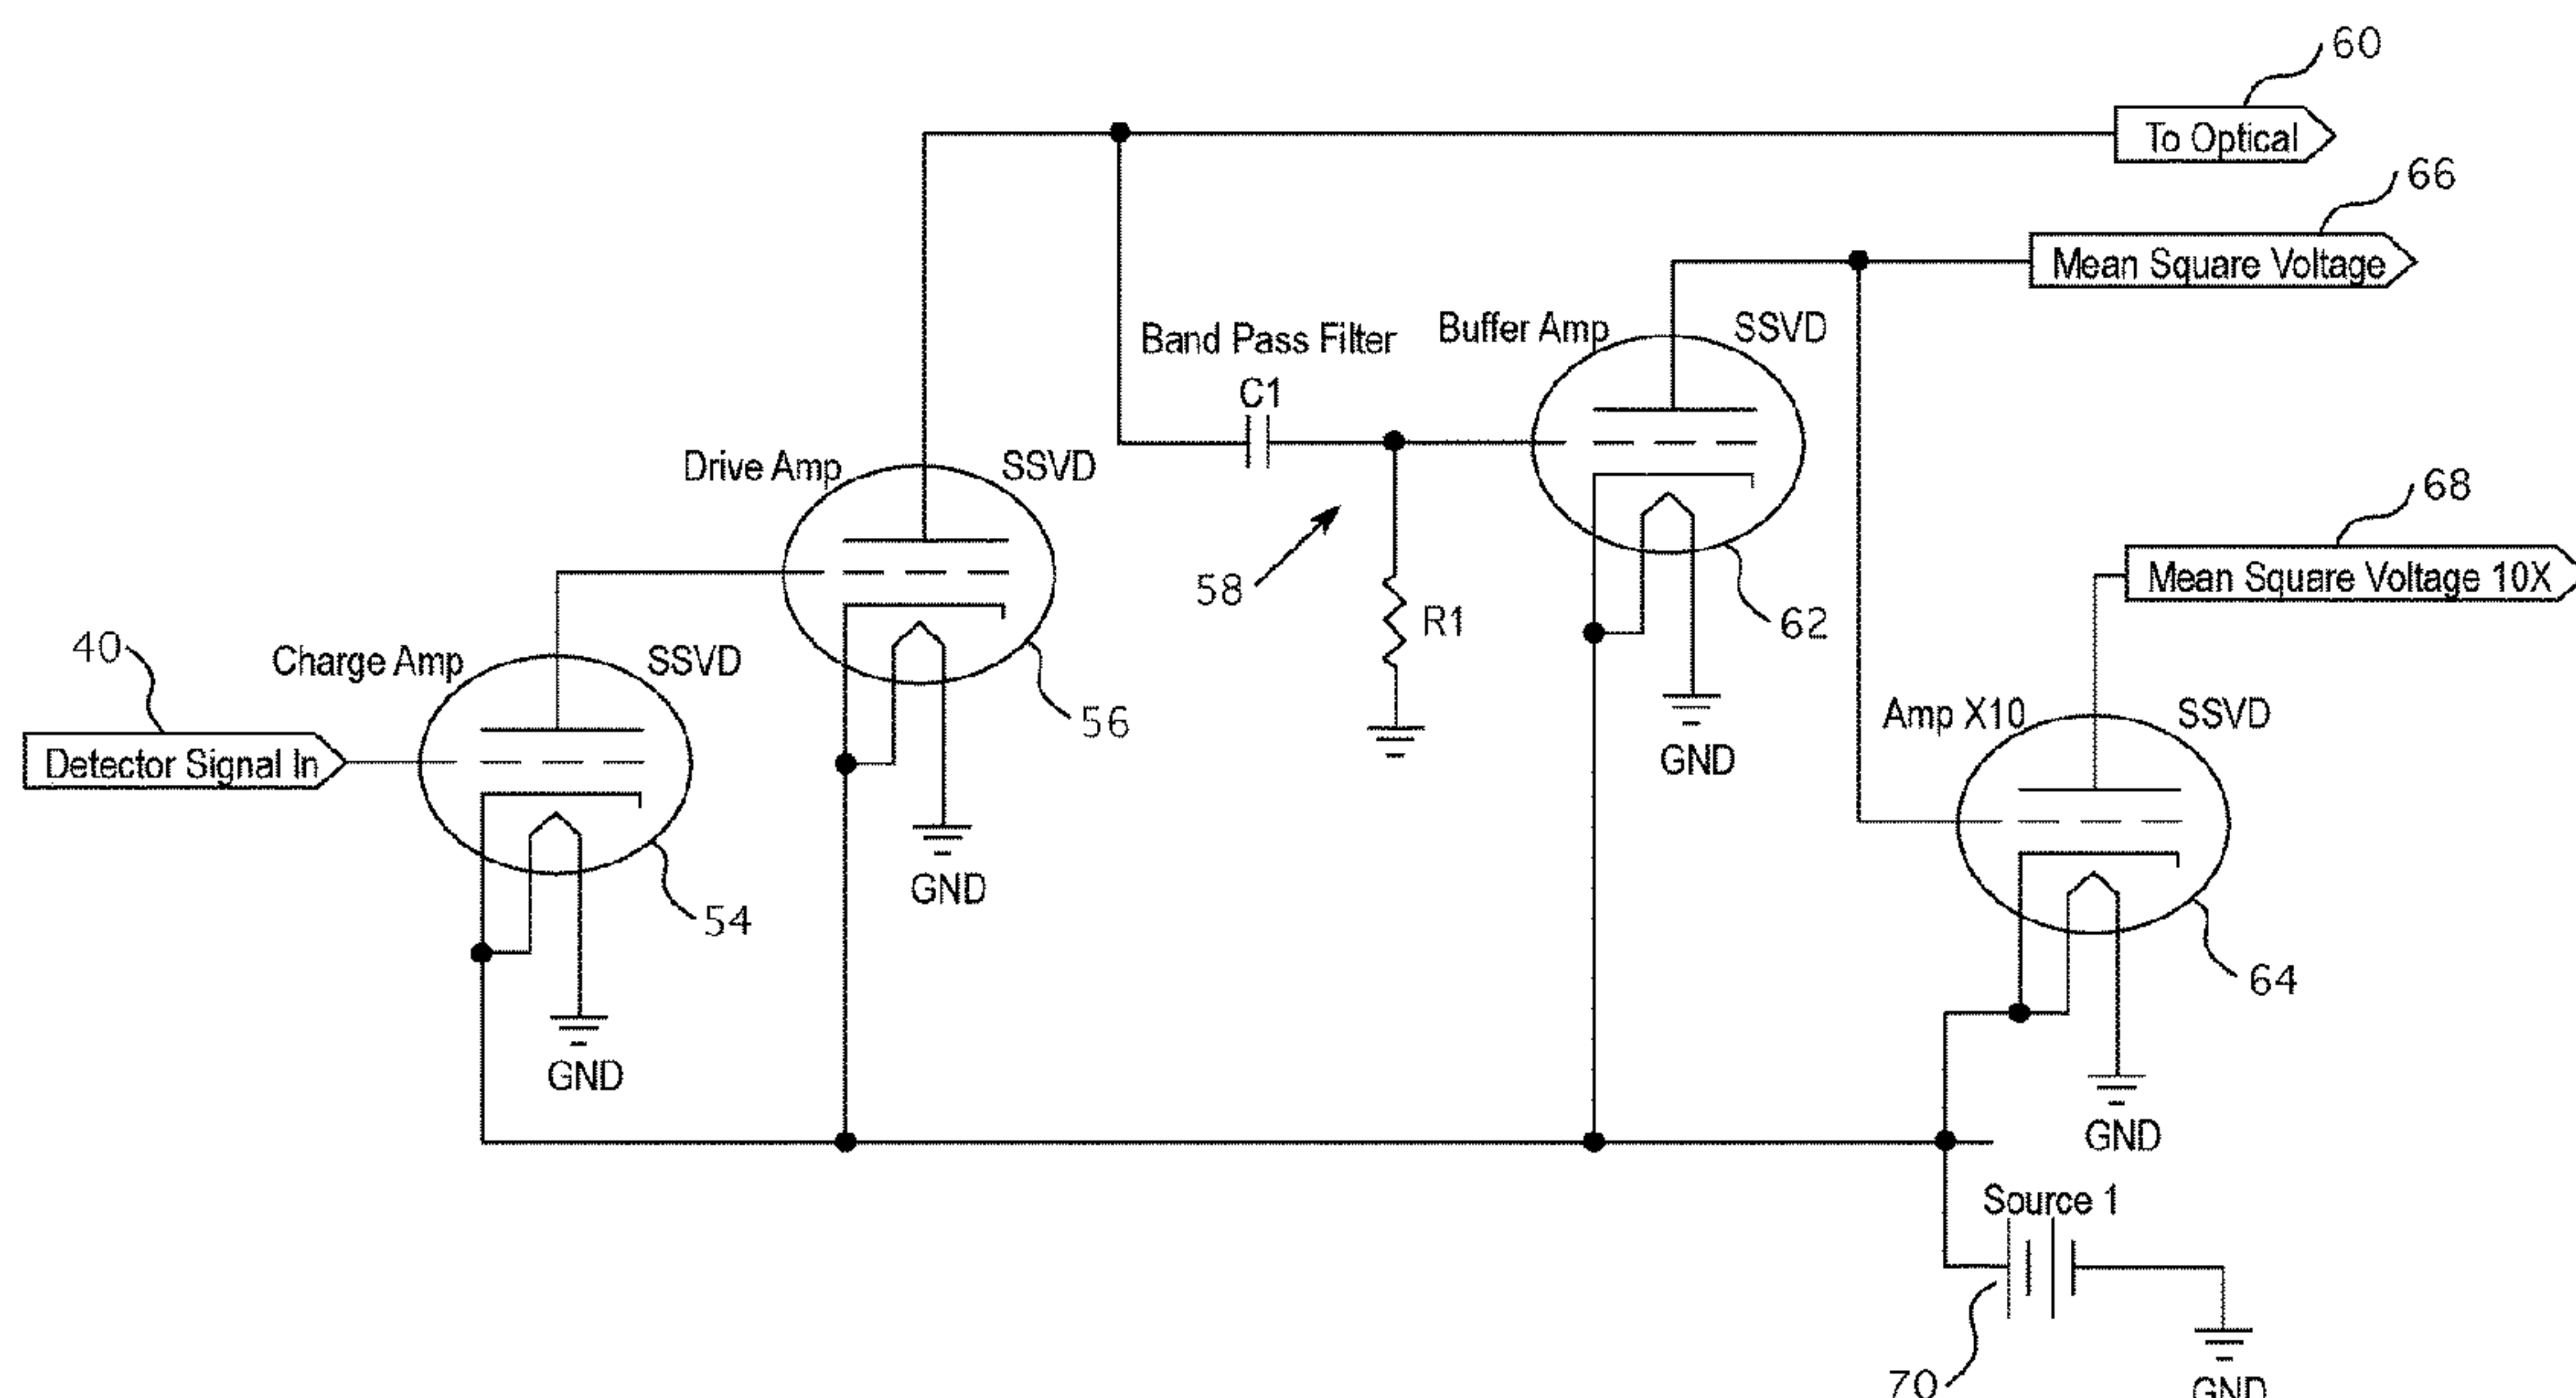 60
To Optical
66
Mean Square Voltage
Band Pass Filter
Buffer Amp
SSVD
C1
Drive Amp
SSVD
68
Mean Square Voltage 10X
58
R1
62
40
Charge Amp
SSVD
56
Amp X10
SSVD
Detector Signal In
GND
GND
54
64
GND
GND
Source 1
70
GND